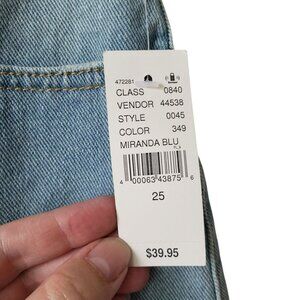 472281
CLASS 0840
VENDOR 44538
STYLE 0045
COLOR 349
MIRANDA BLU
4 00063 43875 6
25
$39.95